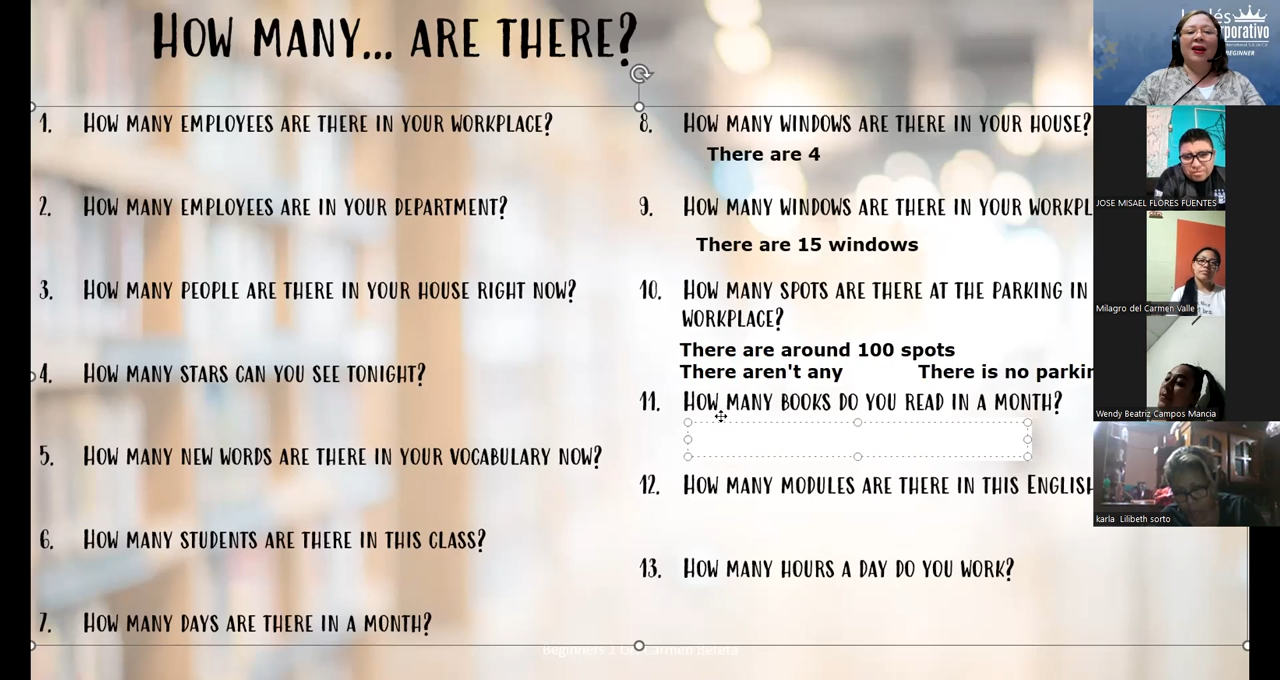 HOW MANY... ARE THERE?
1. HOW MANY EMPLOYEES ARE THERE IN YOUR WORKPLACE?
2. HOW MANY EMPLOYEES ARE IN YOUR DEPARTMENT?
3. HOW MANY PEOPLE ARE THERE IN YOUR HOUSE RIGHT NOW?
4. HOW MANY STARS CAN YOU SEE TONIGHT?
5. HOW MANY NEW WORDS ARE THERE IN YOUR VOCABULARY NOW?
6. HOW MANY STUDENTS ARE THERE IN THIS CLASS?
7. HOW MANY DAYS ARE THERE IN A MONTH?
8. HOW MANY WINDOWS ARE THERE IN YOUR HOUSE?
There are 4
9. HOW MANY WINDOWS ARE THERE IN YOUR WORKPL
There are 15 windows
10. HOW MANY SPOTS ARE THERE AT THE PARKING IN
WORKPLACE?
There are around 100 spots
There aren't any There is no parkin
11. HOW MANY BOOKS DO YOU READ IN A MONTH?
12. HOW MANY MODULES ARE THERE IN THIS ENGLISH
13. HOW MANY HOURS A DAY DO YOU WORK?
JOSE MISAEL FLORES FUENTES
Milagro del Carmen Valle
Wendy Beatriz Campos Mancia
karla Lilibeth sorto